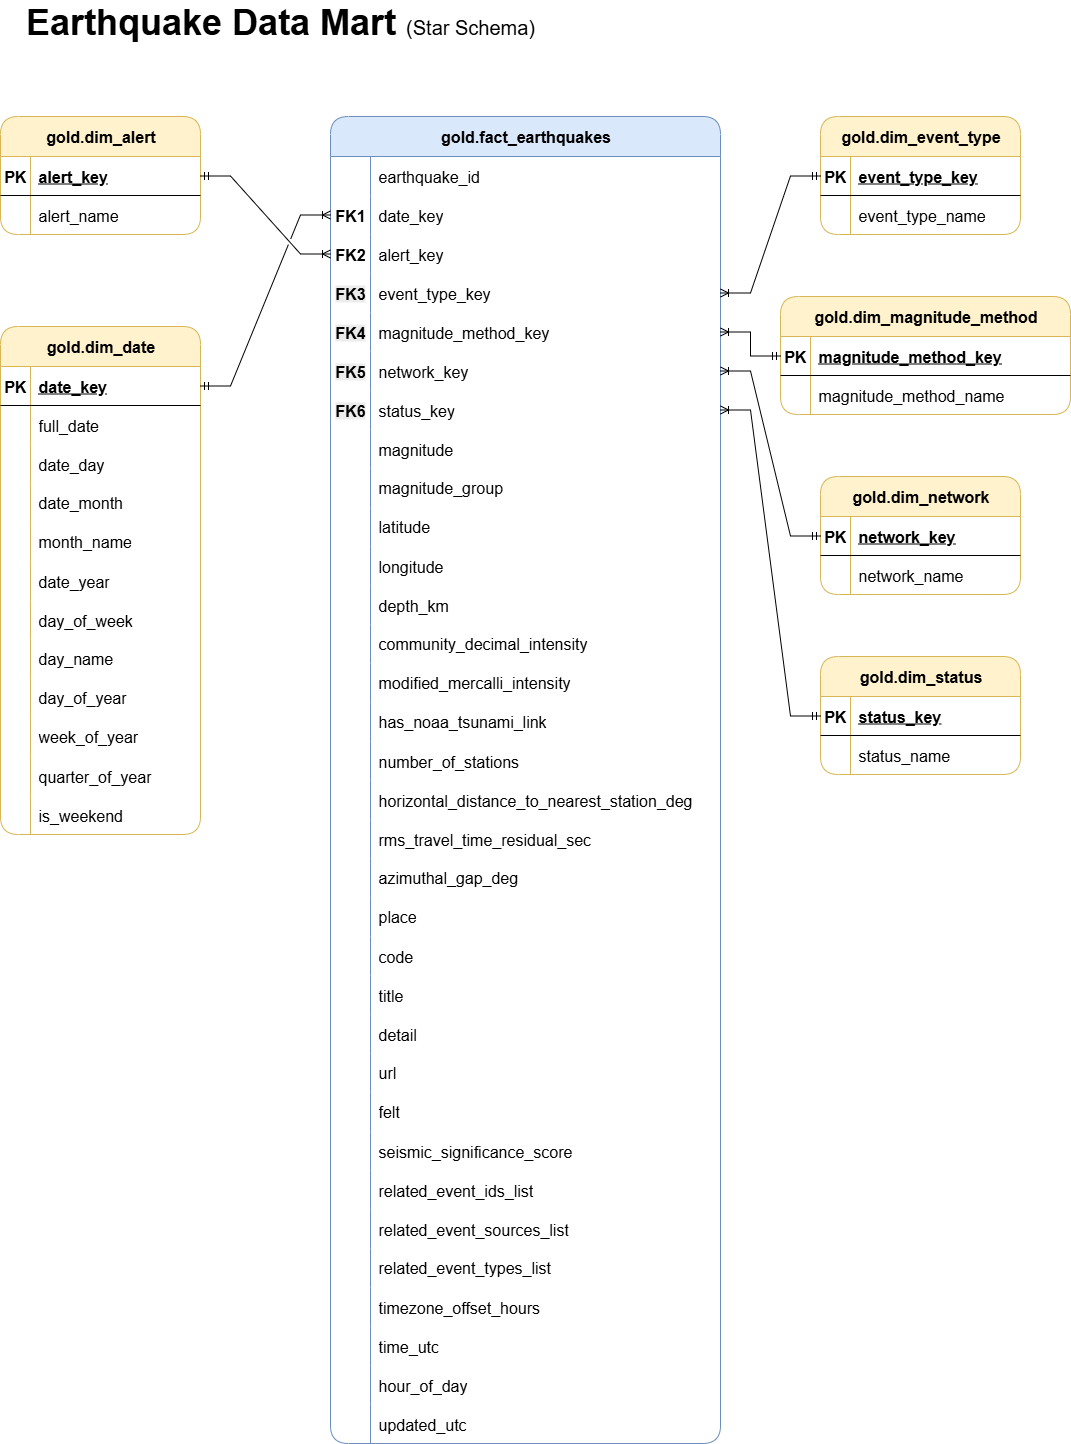 Earthquake Data Mart (Star Schema)
gold.dim_alert
PK alert_key
alert_name
gold.dim_date
PK date_key
full_date
date_day
date_month
month_name
date_year
day_of_week
day_name
day_of_year
week_of_year
quarter_of_year
is_weekend
gold.fact_earthquakes
earthquake_id
FK1 date_key
FK2 alert_key
FK3 event_type_key
FK4 magnitude_method_key
FK5 network_key
FK6 status_key
magnitude
magnitude_group
latitude
longitude
depth_km
community_decimal_intensity
modified_mercalli_intensity
has_noaa_tsunami_link
number_of_stations
horizontal_distance_to_nearest_station_deg
rms_travel_time_residual_sec
azimuthal_gap_deg
place
code
title
detail
url
felt
seismic_significance_score
related_event_ids_list
related_event_sources_list
related_event_types_list
timezone_offset_hours
time_utc
hour_of_day
updated_utc
gold.dim_event_type
PK event_type_key
event_type_name
gold.dim_magnitude_method
PK magnitude_method_key
magnitude_method_name
gold.dim_network
PK network_key
network_name
gold.dim_status
PK status_key
status_name